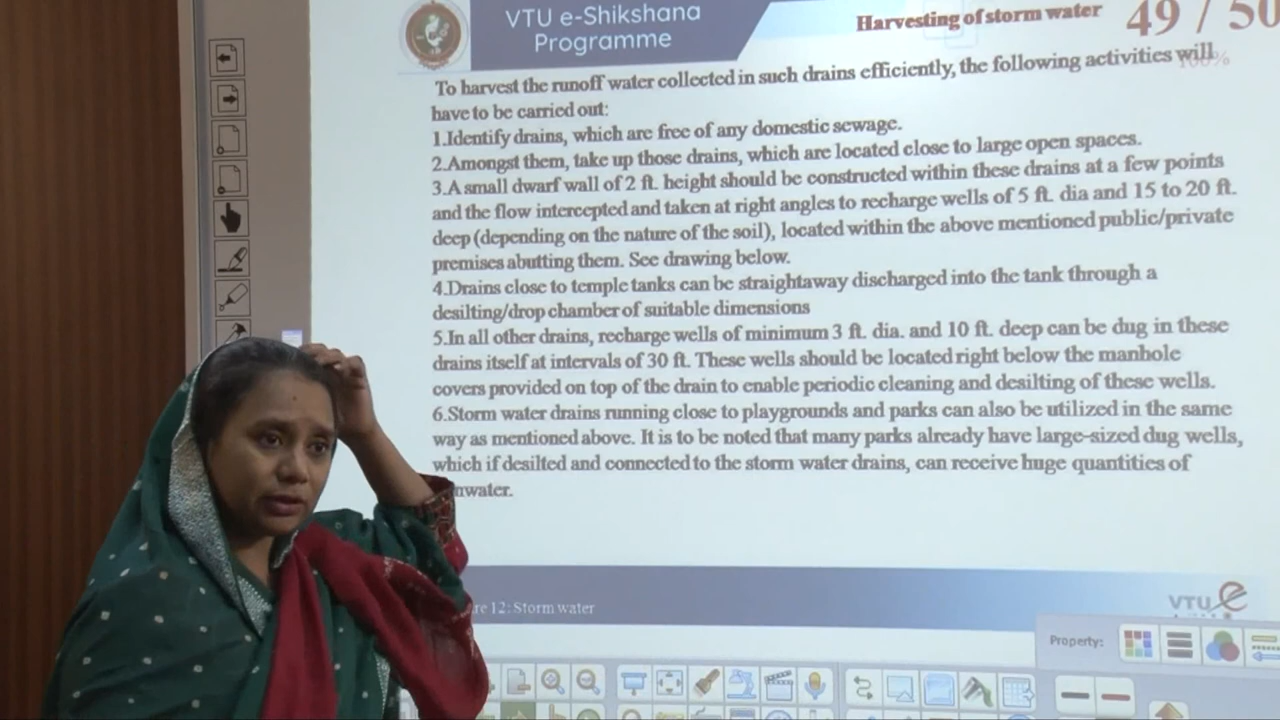 VTU e-Shikshana
Programme
Harvesting of storm water
49 / 50
100%
To harvest the runoff water collected in such drains efficiently, the following activities will
have to be carried out:
1.Identify drains, which are free of any domestic sewage.
2.Amongst them, take up those drains, which are located close to large open spaces.
3.A small dwarf wall of 2 ft. height should be constructed within these drains at a few points
and the flow intercepted and taken at right angles to recharge wells of 5 ft. dia and 15 to 20 ft.
deep (depending on the nature of the soil), located within the above mentioned public/private
premises abutting them. See drawing below.
4.Drains close to temple tanks can be straightaway discharged into the tank through a
desilting/drop chamber of suitable dimensions
5.In all other drains, recharge wells of minimum 3 ft. dia. and 10 ft. deep can be dug in these
drains itself at intervals of 30 ft. These wells should be located right below the manhole
covers provided on top of the drain to enable periodic cleaning and desilting of these wells.
6.Storm water drains running close to playgrounds and parks can also be utilized in the same
way as mentioned above. It is to be noted that many parks already have large-sized dug wells,
which if desilted and connected to the storm water drains, can receive huge quantities of
nwater.
re 12: Storm water
VTU e
Property: